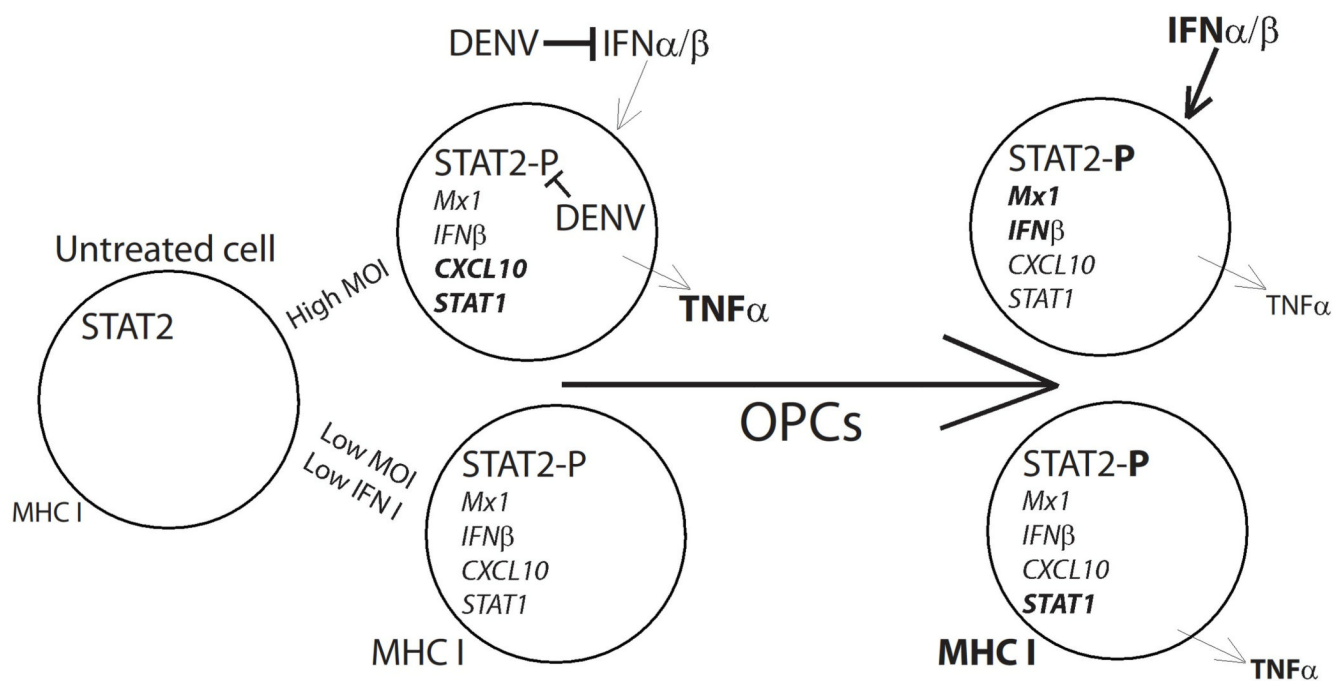 DENV IFNα/β
STAT2-P
Mx1
DENV
IFNβ
CXCL10
STAT1
TNFα
High MOI
Untreated cell
STAT2
MHC I
Low MOI
Low IFN I
STAT2-P
Mx1
IFNβ
CXCL10
STAT1
MHC I
OPCs
IFNα/β
STAT2-P
Mx1
IFNβ
CXCL10
STAT1
TNFα
STAT2-P
Mx1
IFNβ
CXCL10
STAT1
MHC I
TNFα